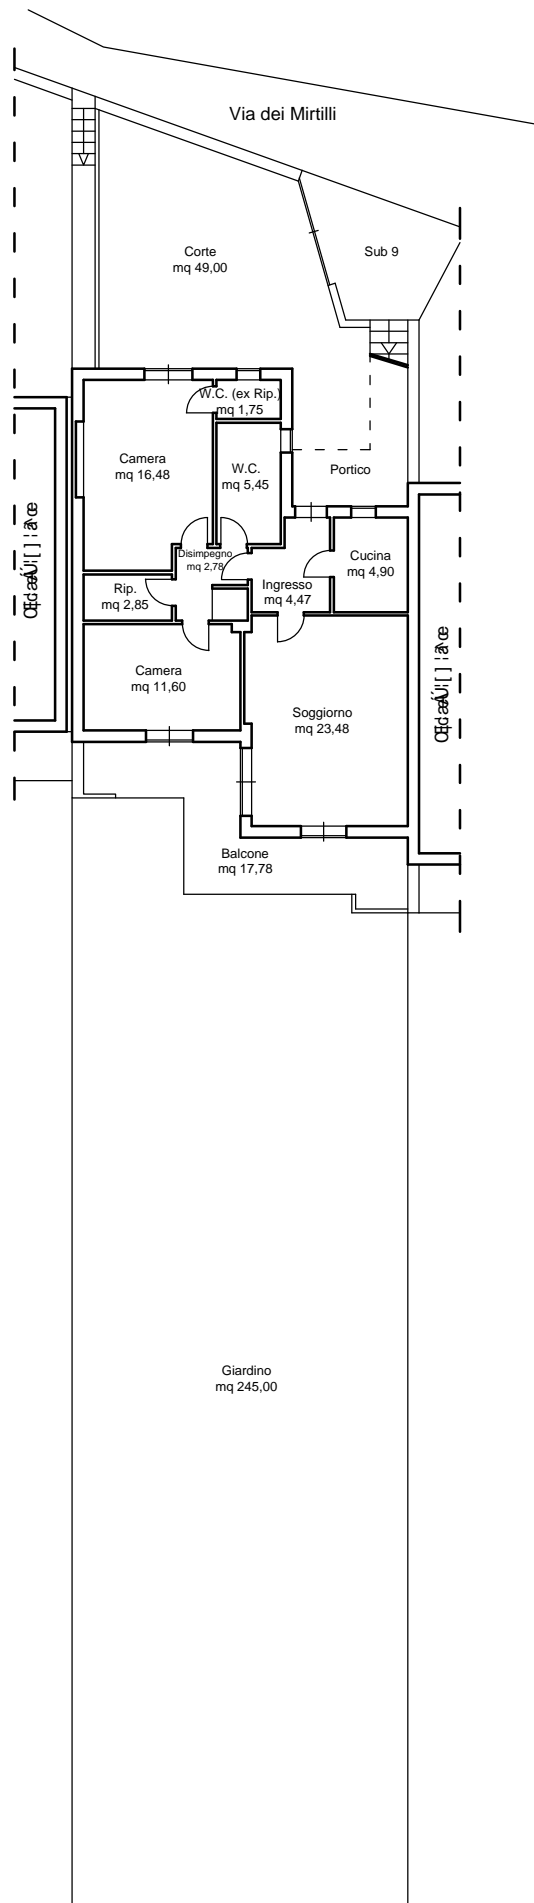 Via dei Mirtilli
Corte
mq 49,00
Sub 9
W.C. (ex Rip.)
mq 1,75
Camera
mq 16,48
W.C.
mq 5,45
Portico
Disimpegno
mq 2,78
Cucina
mq 4,90
Rip.
mq 2,85
Ingresso
mq 4,47
Camera
mq 11,60
Soggiorno
mq 23,48
Balcone
mq 17,78
Giardino
mq 245,00